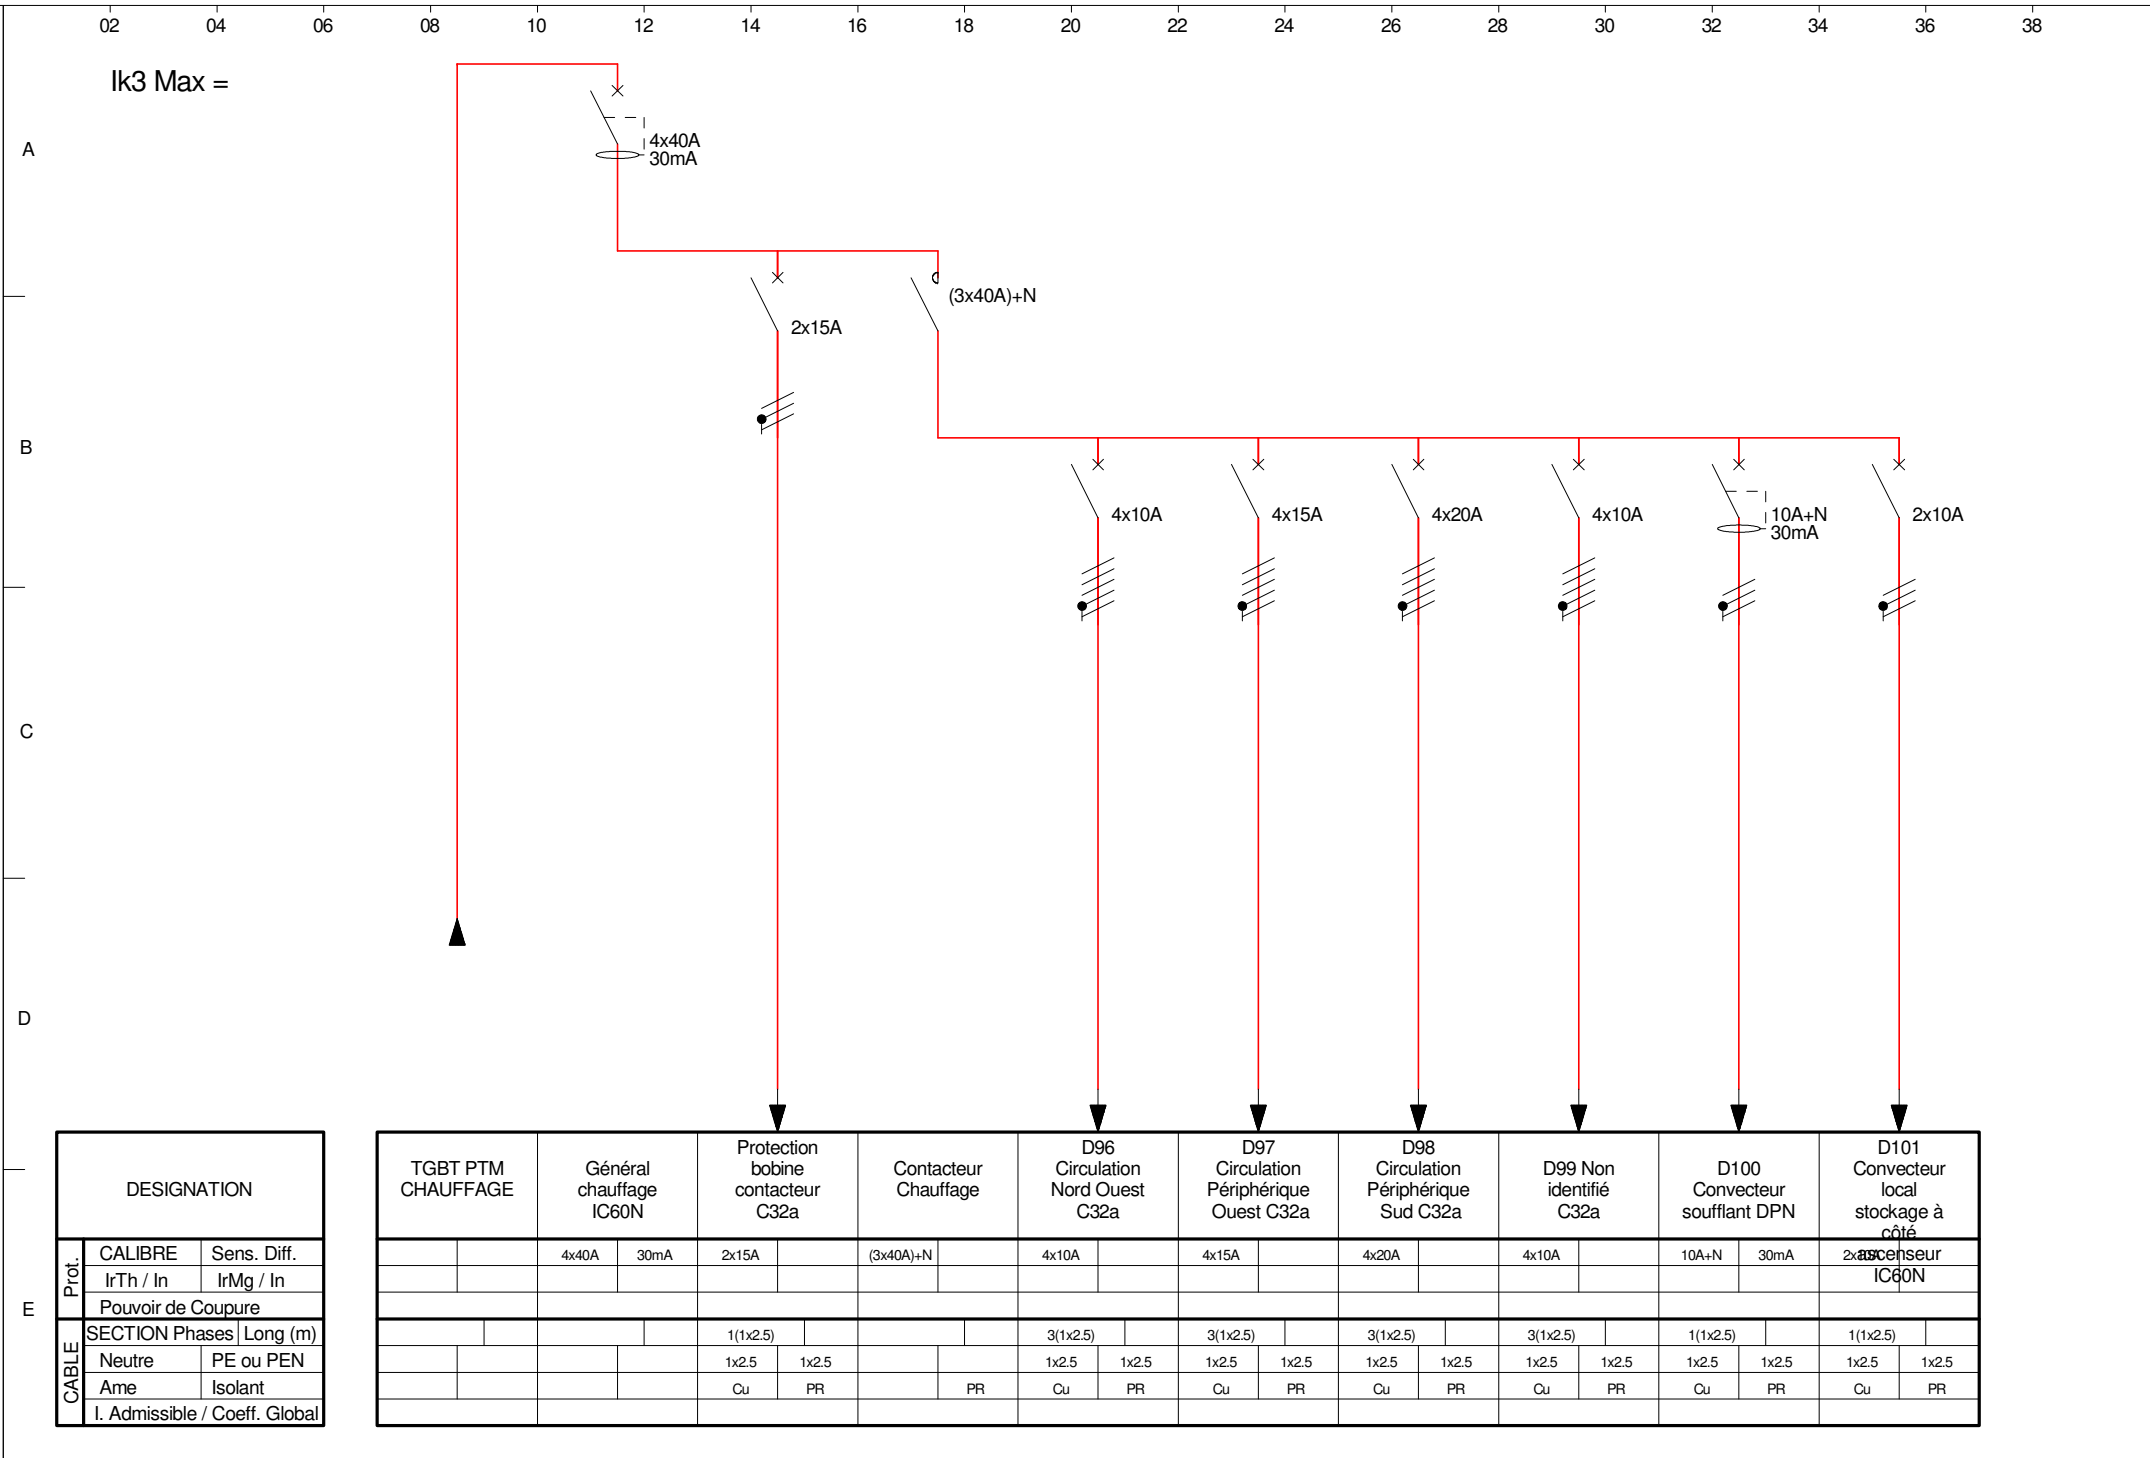 02 04 06 08 10 12 14 16 18 20 22 24 26 28 30 32 34 36 38
Ik3 Max =
A
4x40A
30mA
(3x40A)+N
2x15A
B
4x10A
4x15A
4x20A
4x10A
10A+N
30mA
2x10A
C
D
E
DESIGNATION
TGBT PTM
CHAUFFAGE
Général
chauffage
IC60N
Protection
bobine
contacteur
C32a
Contacteur
Chauffage
D96
Circulation
Nord Ouest
C32a
D97
Circulation
Périphérique
Ouest C32a
D98
Circulation
Périphérique
Sud C32a
D99 Non
identifié
C32a
D100
Convecteur
soufflant DPN
D101
Convecteur
local
stockage à
côté
ascenseur
IC60N
Prot.
CALIBRE Sens. Diff.
4x40A 30mA 2x15A (3x40A)+N 4x10A 4x15A 4x20A 4x10A 10A+N 30mA 2x10A
IrTh / In IrMg / In
Pouvoir de Coupure
CABLE
SECTION Phases Long (m)
1(1x2.5) 3(1x2.5) 3(1x2.5) 3(1x2.5) 3(1x2.5) 1(1x2.5) 1(1x2.5)
Neutre PE ou PEN
1x2.5 1x2.5 1x2.5 1x2.5 1x2.5 1x2.5 1x2.5 1x2.5 1x2.5 1x2.5 1x2.5 1x2.5 1x2.5 1x2.5
Ame Isolant
Cu PR PR Cu PR Cu PR Cu PR Cu PR Cu PR Cu PR
I. Admissible / Coeff. Global